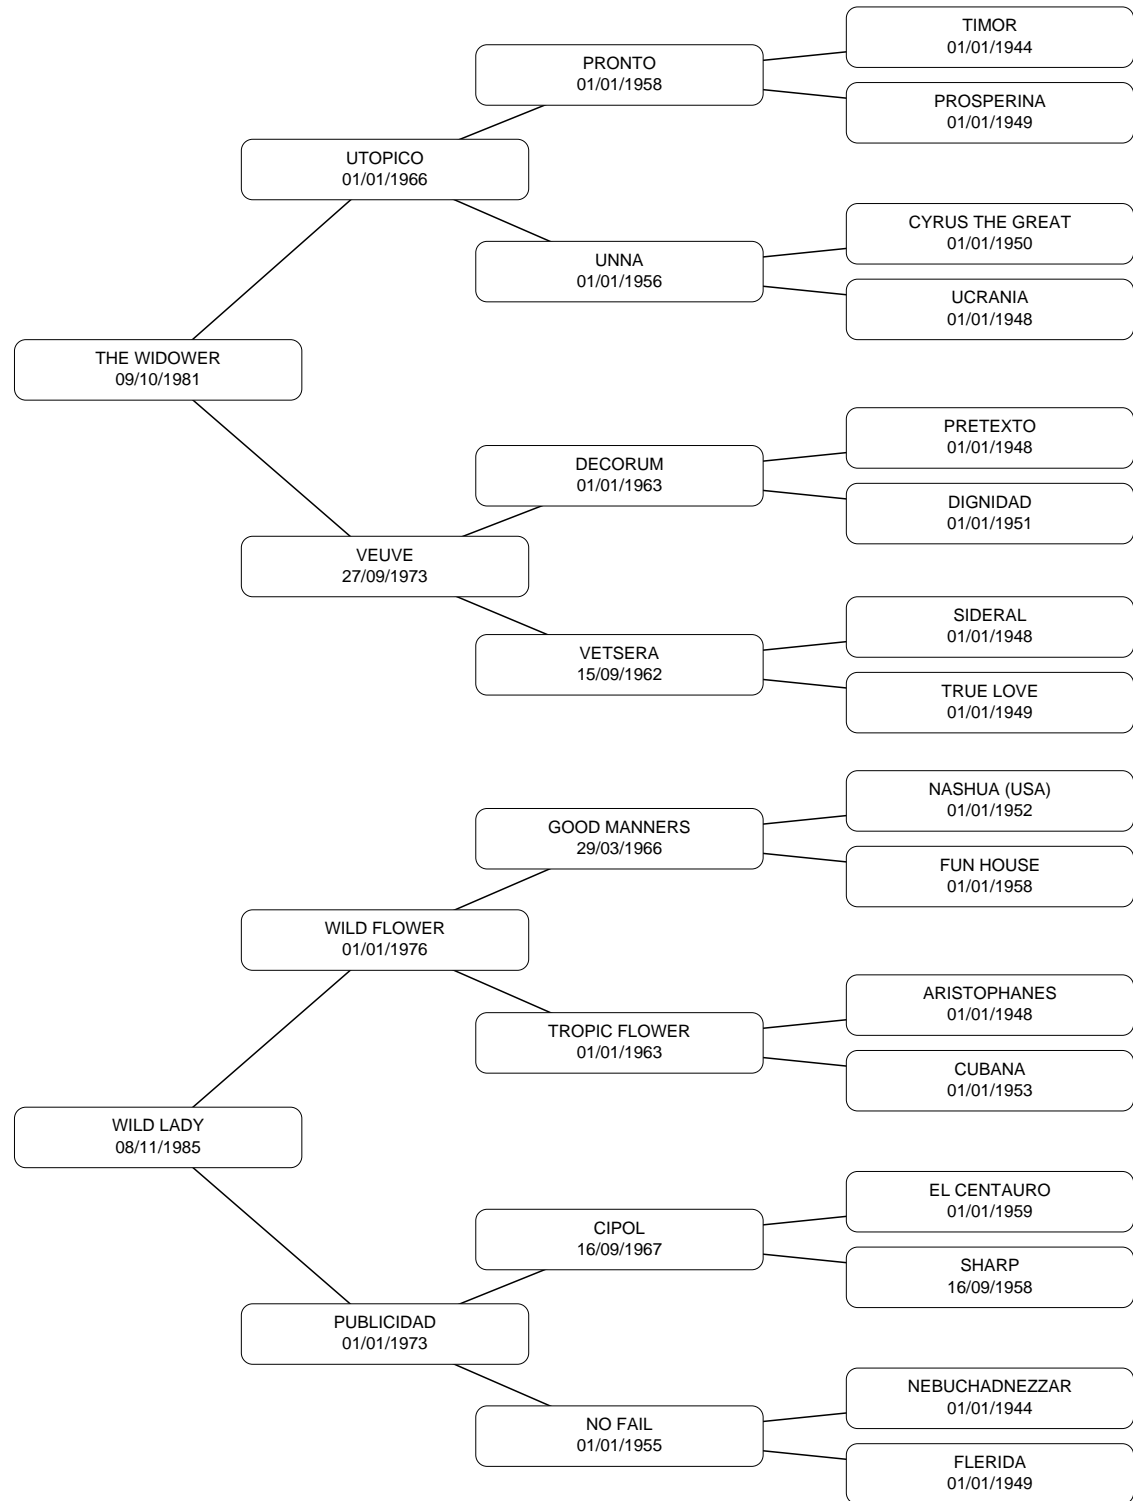 TIMOR
01/01/1944
PRONTO
01/01/1958
PROSPERINA
01/01/1949
UTOPICO
01/01/1966
CYRUS THE GREAT
01/01/1950
UNNA
01/01/1956
UCRANIA
01/01/1948
THE WIDOWER
09/10/1981
PRETEXTO
01/01/1948
DECORUM
01/01/1963
DIGNIDAD
01/01/1951
VEUVE
27/09/1973
SIDERAL
01/01/1948
VETSERA
15/09/1962
TRUE LOVE
01/01/1949
NASHUA (USA)
01/01/1952
GOOD MANNERS
29/03/1966
FUN HOUSE
01/01/1958
WILD FLOWER
01/01/1976
ARISTOPHANES
01/01/1948
TROPIC FLOWER
01/01/1963
CUBANA
01/01/1953
WILD LADY
08/11/1985
EL CENTAURO
01/01/1959
CIPOL
16/09/1967
SHARP
16/09/1958
PUBLICIDAD
01/01/1973
NEBUCHADNEZZAR
01/01/1944
NO FAIL
01/01/1955
FLERIDA
01/01/1949